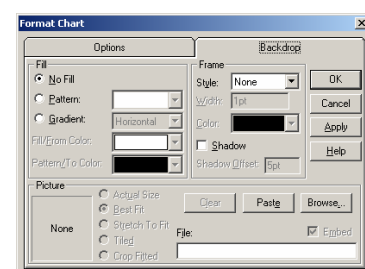 Format Chart
Options
Backdrop
Fill
No Fill
Pattern:
Gradient:
Horizontal
Fill/From Color:
Pattern/To Color:
Frame
Style:
None
Width:
1pt
Color:
Shadow
Shadow Offset:
5pt
OK
Cancel
Apply
Help
Picture
None
Actual Size
Best Fit
Stretch To Fit
Tiled
Crop Fitted
Clear
Paste
Browse...
File:
Embed